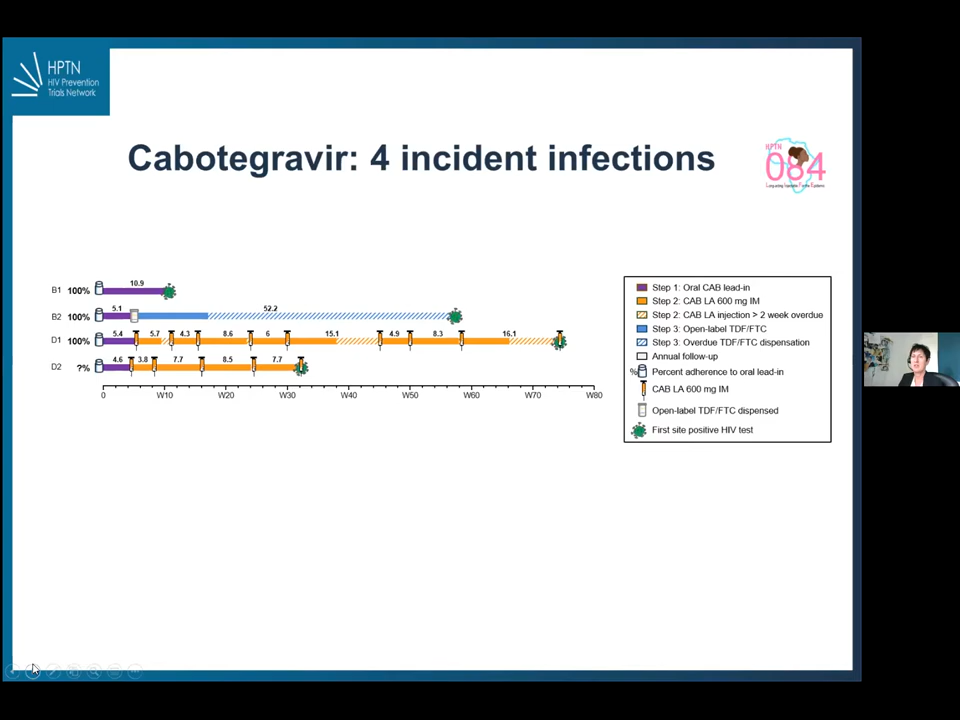 HPTN
HIV Prevention
Trials Network
Cabotegravir: 4 incident infections
HPTN
084
B1 100% 10.9
B2 100% 5.1 52.2
D1 100% 5.4 5.7 4.3 8.6 6 15.1 4.9 8.3 16.1
D2 ?% 4.6 3.8 7.7 8.5 7.7
0 W10 W20 W30 W40 W50 W60 W70 W80
Step 1: Oral CAB lead-in
Step 2: CAB LA 600 mg IM
Step 2: CAB LA injection > 2 week overdue
Step 3: Open-label TDF/FTC
Step 3: Overdue TDF/FTC dispensation
Annual follow-up
% Percent adherence to oral lead-in
CAB LA 600 mg IM
Open-label TDF/FTC dispensed
First site positive HIV test